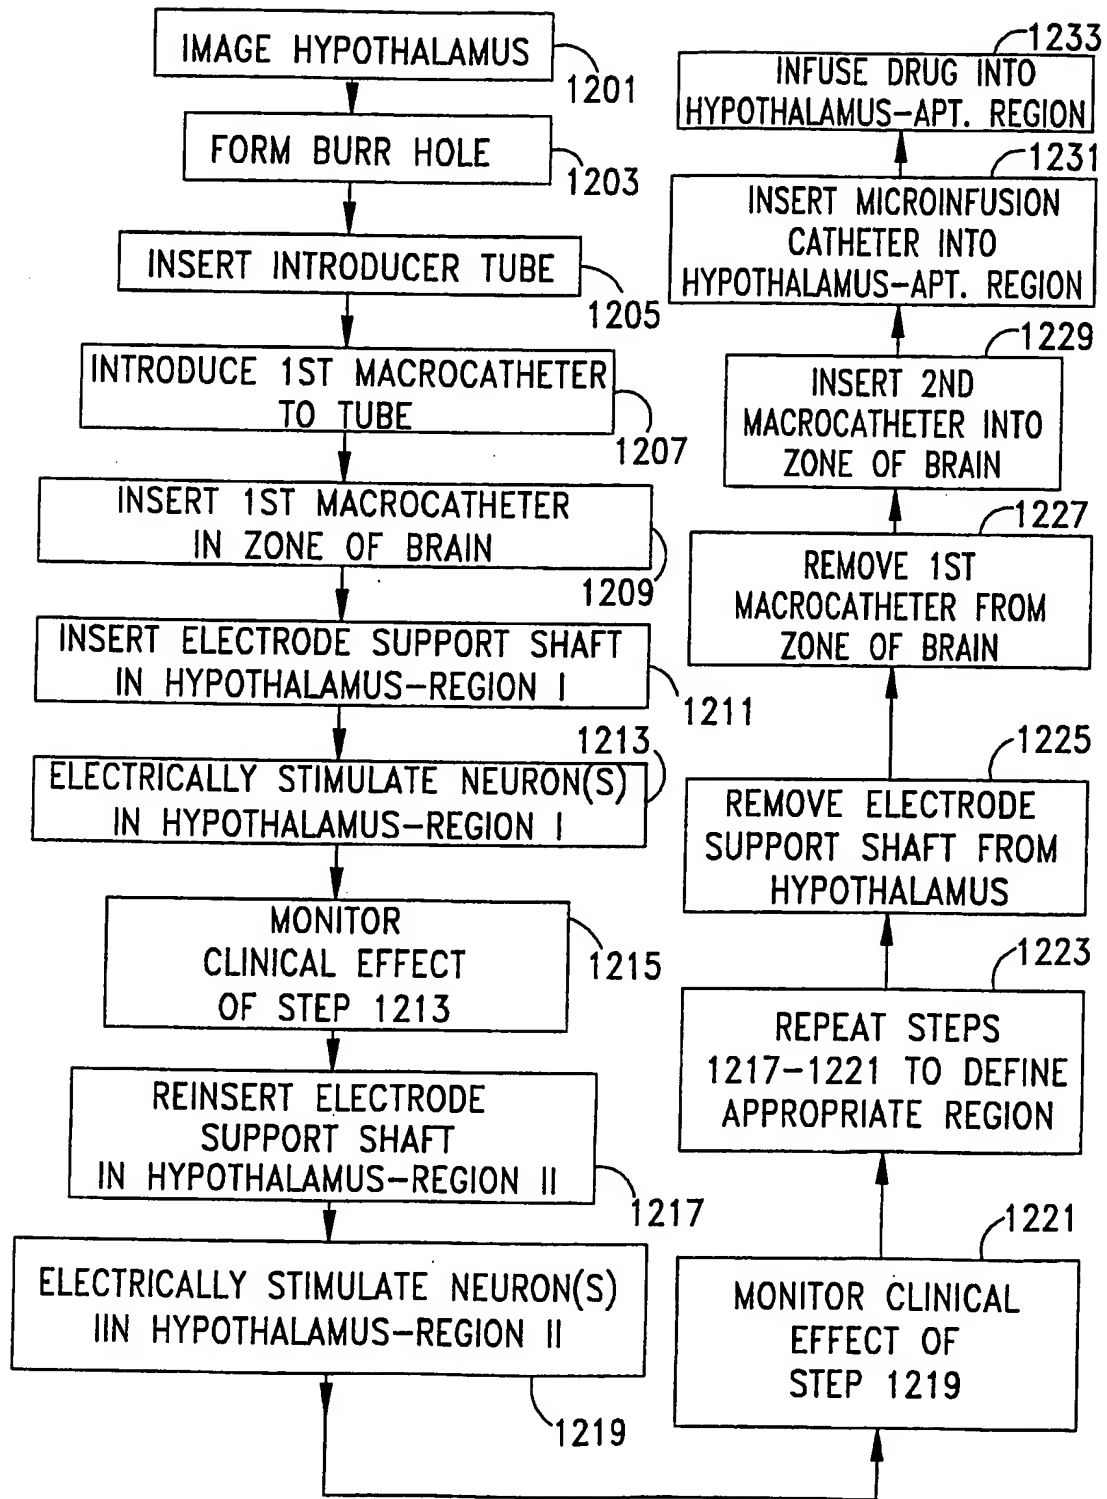 IMAGE HYPOTHALAMUS
1201
FORM BURR HOLE
1203
INSERT INTRODUCER TUBE
1205
INTRODUCE 1ST MACROCATHETER
TO TUBE
1207
INSERT 1ST MACROCATHETER
IN ZONE OF BRAIN
1209
INSERT ELECTRODE SUPPORT SHAFT
IN HYPOTHALAMUS-REGION I
1211
1213
ELECTRICALLY STIMULATE NEURON(S)
IN HYPOTHALAMUS-REGION I
MONITOR
CLINICAL EFFECT
OF STEP 1213
1215
REINSERT ELECTRODE
SUPPORT SHAFT
IN HYPOTHALAMUS-REGION II
1217
ELECTRICALLY STIMULATE NEURON(S)
IIN HYPOTHALAMUS-REGION II
1219
1221
MONITOR CLINICAL
EFFECT OF
STEP 1219
1223
REPEAT STEPS
1217-1221 TO DEFINE
APPROPRIATE REGION
1225
REMOVE ELECTRODE
SUPPORT SHAFT FROM
HYPOTHALAMUS
1227
REMOVE 1ST
MACROCATHETER FROM
ZONE OF BRAIN
1229
INSERT 2ND
MACROCATHETER INTO
ZONE OF BRAIN
1231
INSERT MICROINFUSION
CATHETER INTO
HYPOTHALAMUS-APT. REGION
1233
INFUSE DRUG INTO
HYPOTHALAMUS-APT. REGION